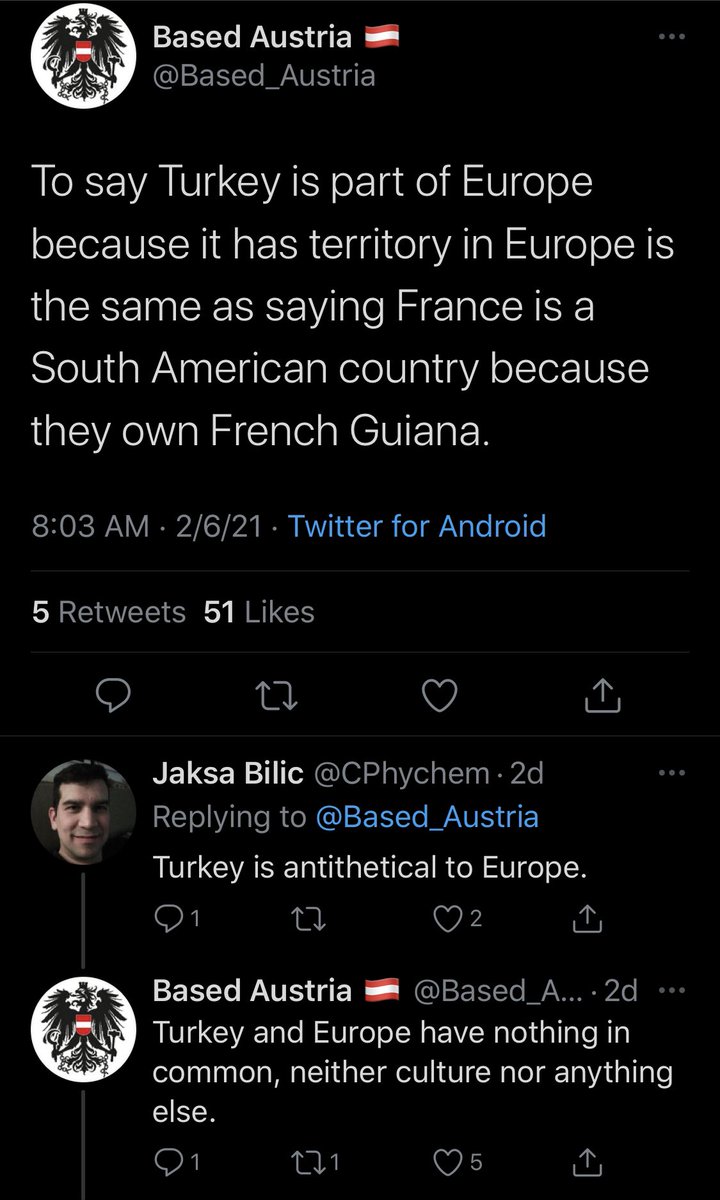 Based Austria 🇦🇹
@Based_Austria
To say Turkey is part of Europe
because it has territory in Europe is
the same as saying France is a
South American country because
they own French Guiana.
8:03 AM · 2/6/21 · Twitter for Android
5 Retweets 51 Likes
Jaksa Bilic @CPhychem · 2d
Replying to @Based_Austria
Turkey is antithetical to Europe.
1 2
Based Austria 🇦🇹 @Based_A... · 2d
Turkey and Europe have nothing in
common, neither culture nor anything
else.
1 1 5